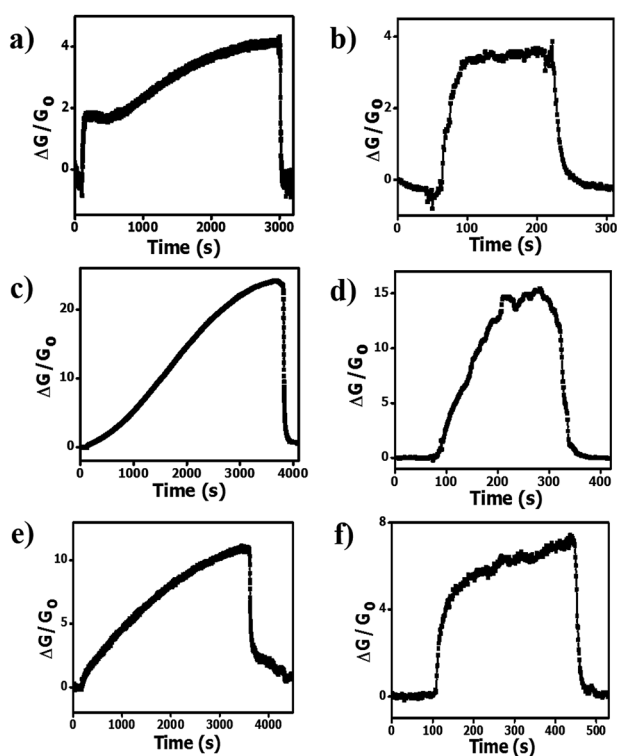 a)
4
2
0
ΔG/G₀
0 1000 2000 3000
Time (s)
b)
4
2
0
ΔG/G₀
0 100 200 300
Time (s)
c)
20
10
0
ΔG/G₀
0 1000 2000 3000 4000
Time (s)
d)
15
10
5
0
ΔG/G₀
0 100 200 300 400
Time (s)
e)
10
5
0
ΔG/G₀
0 1000 2000 3000 4000
Time (s)
f)
8
4
0
ΔG/G₀
0 100 200 300 400 500
Time (s)